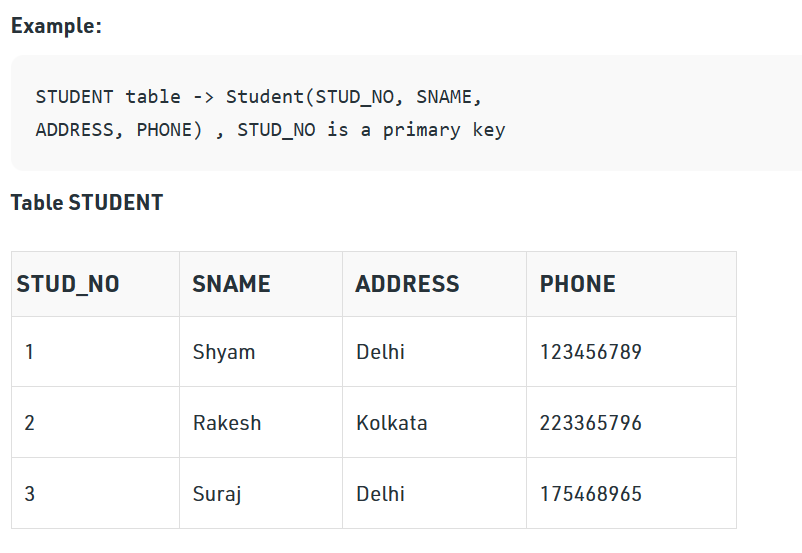 Example:
STUDENT table -> Student(STUD_NO, SNAME,
ADDRESS, PHONE) , STUD_NO is a primary key
Table STUDENT
STUD_NO SNAME ADDRESS PHONE
1 Shyam Delhi 123456789
2 Rakesh Kolkata 223365796
3 Suraj Delhi 175468965